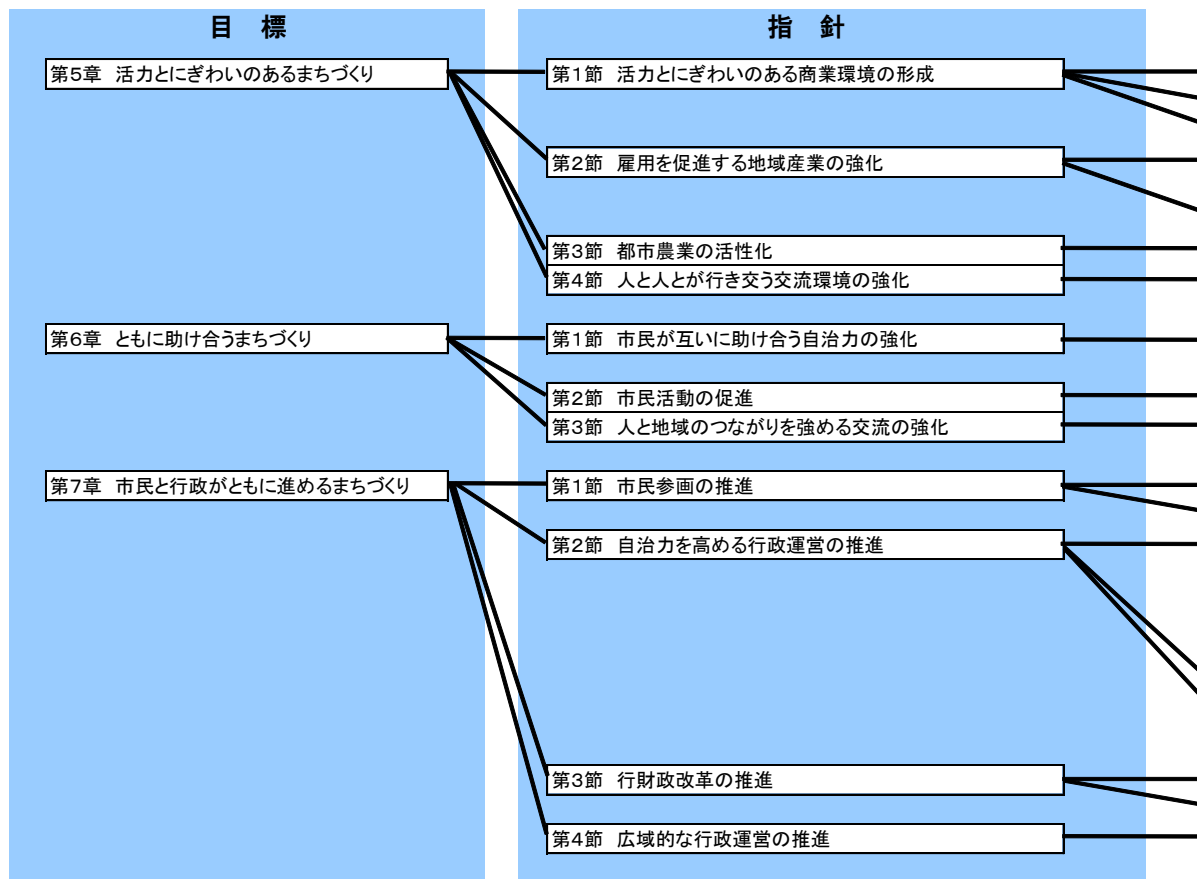 目 標
指 針
第5章 活力とにぎわいのあるまちづくり
第1節 活力とにぎわいのある商業環境の形成
第2節 雇用を促進する地域産業の強化
第3節 都市農業の活性化
第4節 人と人とが行き交う交流環境の強化
第6章 ともに助け合うまちづくり
第1節 市民が互いに助け合う自治力の強化
第2節 市民活動の促進
第3節 人と地域のつながりを強める交流の強化
第7章 市民と行政がともに進めるまちづくり
第1節 市民参画の推進
第2節 自治力を高める行政運営の推進
第3節 行財政改革の推進
第4節 広域的な行政運営の推進